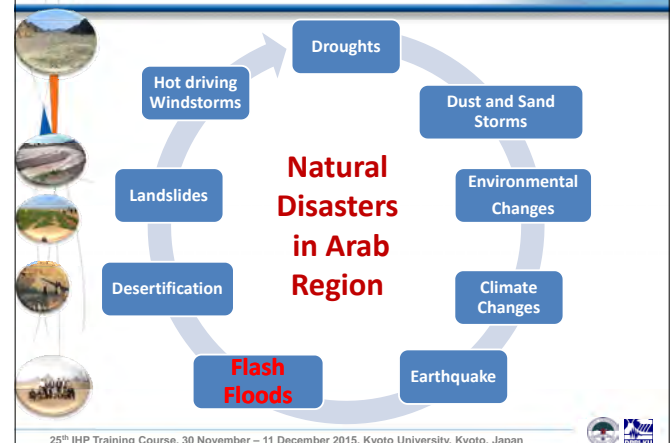 Droughts
Dust and Sand
Storms
Environmental
Changes
Climate
Changes
Earthquake
Flash
Floods
Desertification
Landslides
Hot driving
Windstorms
Natural
Disasters
in Arab
Region
25th IHP Training Course, 30 November – 11 December 2015, Kyoto University, Kyoto, Japan